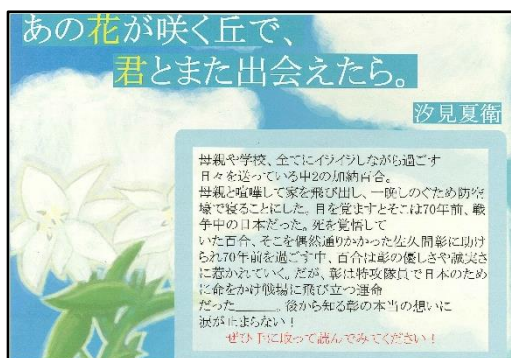 あの花が咲く丘で、
君とまた出会えたら。
汐見夏衛
母親や学校、全てにイライラしながら過ごす
日々を送っている中2の加納百合。
母親と喧嘩して家を飛び出し、一晩しのぐため防空
壕で寝ることにした。目を覚ますとそこは70年前、戦
争中の日本だった。死を覚悟して
いた百合、そこを偶然通りかかった佐久間彰に助け
られ70年前を過ごす中、百合は彰の優しさや誠実さ
に惹かれていく。だが、彰は特攻隊員で日本のため
に命をかけ戦場に飛び立つ運命
だった______。後から知る彰の本当の想いに
涙が止まらない！
ぜひ手に取って読んでみてください！